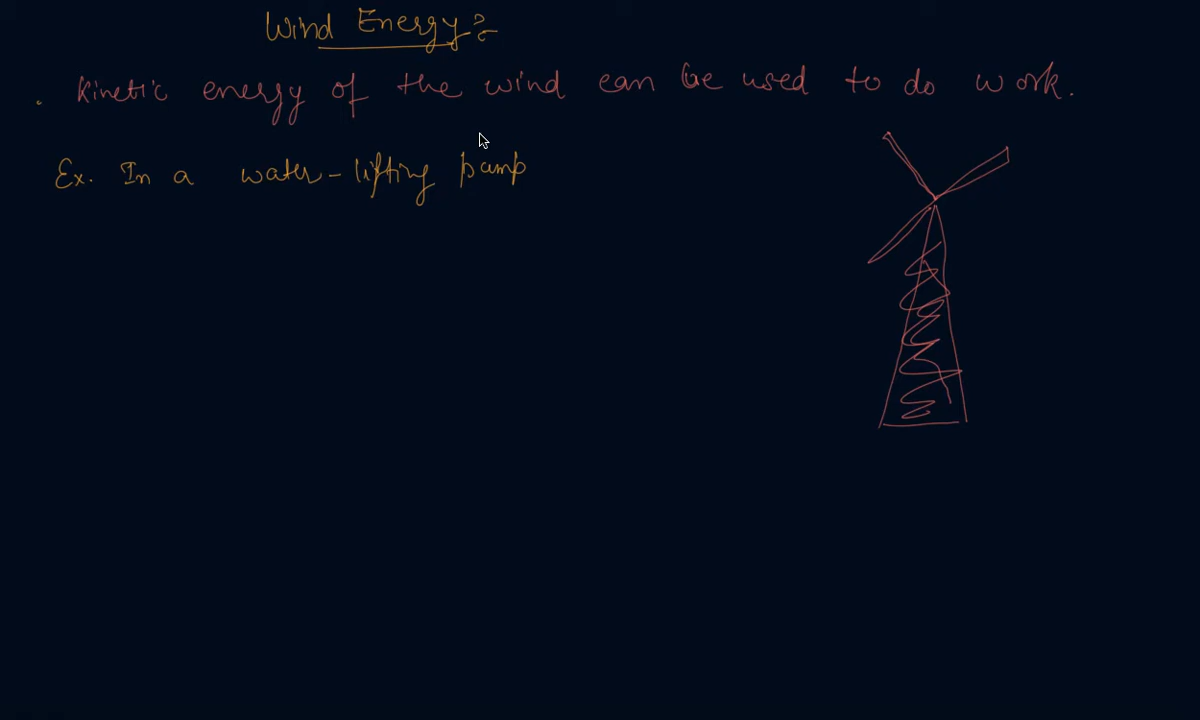 Wind Energy:-
. Kinetic energy of the wind can be used to do work.
Ex. In a water-lifting pump